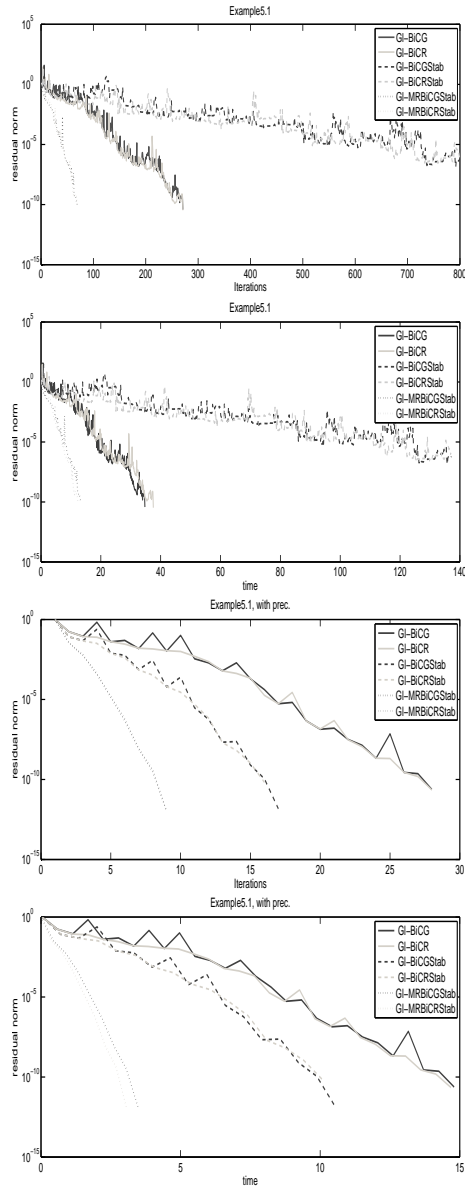 Example5.1
Gl–BiCG
Gl–BiCR
Gl–BiCGStab
Gl–BiCRStab
Gl–MRBiCGStab
Gl–MRBiCRStab
residual norm
10^5
10^0
10^−5
10^−10
10^−15
0 100 200 300 400 500 600 700 800
Iterations
Example5.1
Gl–BiCG
Gl–BiCR
Gl–BiCGStab
Gl–BiCRStab
Gl–MRBiCGStab
Gl–MRBiCRStab
residual norm
10^5
10^0
10^−5
10^−10
10^−15
0 20 40 60 80 100 120 140
time
Example5.1, with prec.
Gl–BiCG
Gl–BiCR
Gl–BiCGStab
Gl–BiCRStab
Gl–MRBiCGStab
Gl–MRBiCRStab
residual norm
10^0
10^−5
10^−10
10^−15
0 5 10 15 20 25 30
Iterations
Example5.1, with prec.
Gl–BiCG
Gl–BiCR
Gl–BiCGStab
Gl–BiCRStab
Gl–MRBiCGStab
Gl–MRBiCRStab
residual norm
10^0
10^−5
10^−10
10^−15
0 5 10 15
time